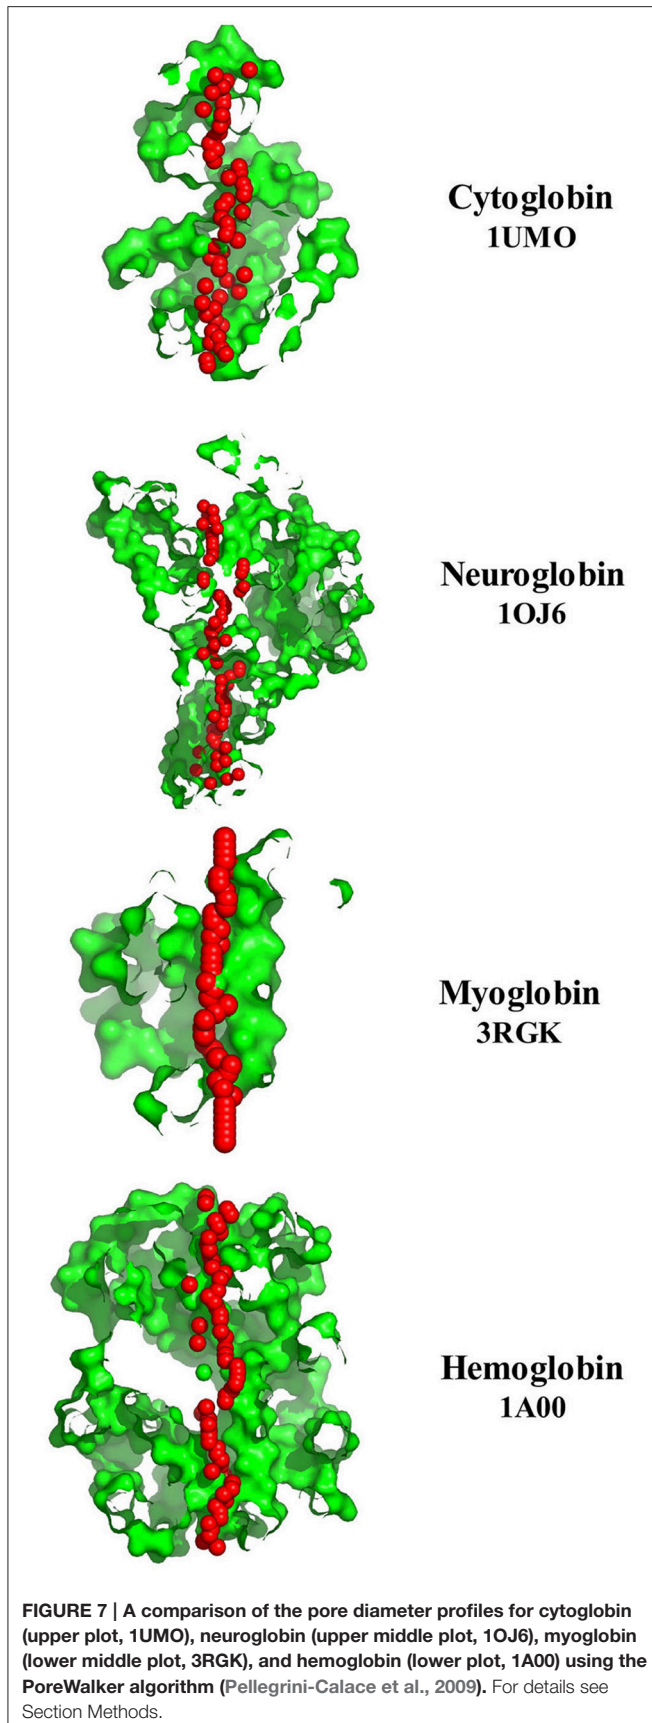 Cytoglobin
1UMO
Neuroglobin
1OJ6
Myoglobin
3RGK
Hemoglobin
1A00
FIGURE 7 | A comparison of the pore diameter profiles for cytoglobin
(upper plot, 1UMO), neuroglobin (upper middle plot, 1OJ6), myoglobin
(lower middle plot, 3RGK), and hemoglobin (lower plot, 1A00) using the
PoreWalker algorithm (Pellegrini-Calace et al., 2009). For details see
Section Methods.